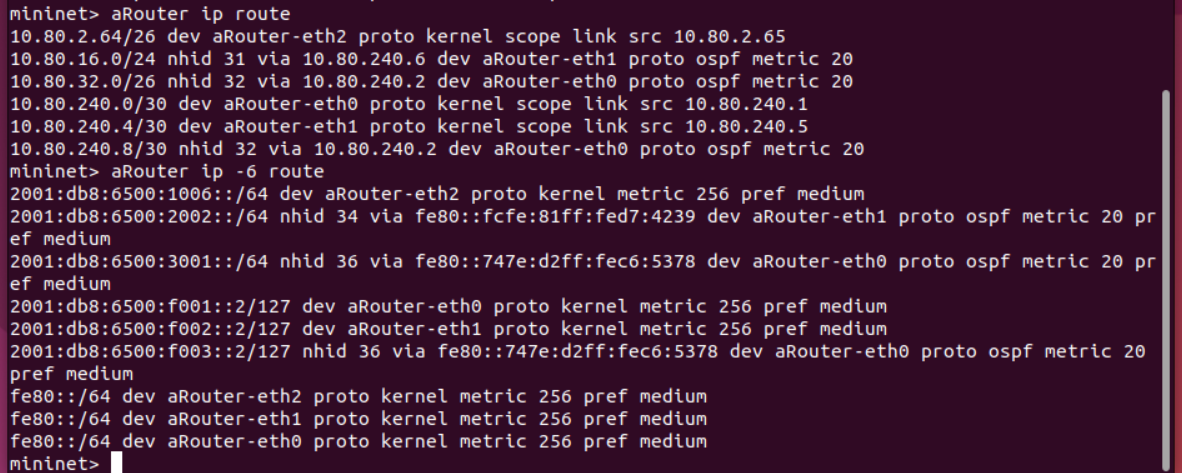 mininet> aRouter ip route
10.80.2.64/26 dev aRouter-eth2 proto kernel scope link src 10.80.2.65
10.80.16.0/24 nhid 31 via 10.80.240.6 dev aRouter-eth1 proto ospf metric 20
10.80.32.0/26 nhid 32 via 10.80.240.2 dev aRouter-eth0 proto ospf metric 20
10.80.240.0/30 dev aRouter-eth0 proto kernel scope link src 10.80.240.1
10.80.240.4/30 dev aRouter-eth1 proto kernel scope link src 10.80.240.5
10.80.240.8/30 nhid 32 via 10.80.240.2 dev aRouter-eth0 proto ospf metric 20
mininet> aRouter ip -6 route
2001:db8:6500:1006::/64 dev aRouter-eth2 proto kernel metric 256 pref medium
2001:db8:6500:2002::/64 nhid 34 via fe80::fcfe:81ff:fed7:4239 dev aRouter-eth1 proto ospf metric 20 pr
ef medium
2001:db8:6500:3001::/64 nhid 36 via fe80::747e:d2ff:fec6:5378 dev aRouter-eth0 proto ospf metric 20 pr
ef medium
2001:db8:6500:f001::2/127 dev aRouter-eth0 proto kernel metric 256 pref medium
2001:db8:6500:f002::2/127 dev aRouter-eth1 proto kernel metric 256 pref medium
2001:db8:6500:f003::2/127 nhid 36 via fe80::747e:d2ff:fec6:5378 dev aRouter-eth0 proto ospf metric 20
pref medium
fe80::/64 dev aRouter-eth2 proto kernel metric 256 pref medium
fe80::/64 dev aRouter-eth1 proto kernel metric 256 pref medium
fe80::/64 dev aRouter-eth0 proto kernel metric 256 pref medium
mininet>